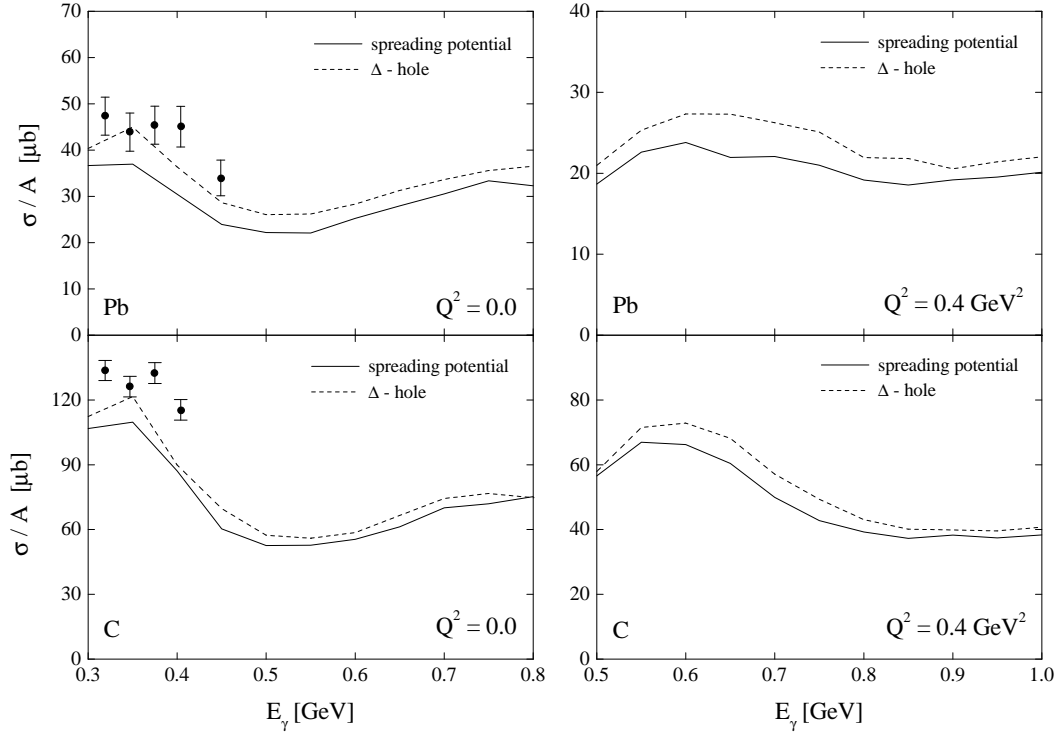 70
60
50
40
30
20
10
0
σ / A [μb]
spreading potential
Δ - hole
Pb
Q² = 0.0
40
30
20
10
0
spreading potential
Δ - hole
Pb
Q² = 0.4 GeV²
120
90
60
30
0
σ / A [μb]
spreading potential
Δ - hole
C
Q² = 0.0
0.3 0.4 0.5 0.6 0.7 0.8
E_γ [GeV]
80
60
40
20
0
spreading potential
Δ - hole
C
Q² = 0.4 GeV²
0.5 0.6 0.7 0.8 0.9 1.0
E_γ [GeV]